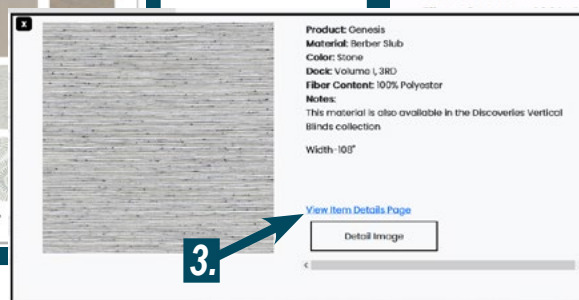 x
Product: Genesis
Material: Berber Slub
Color: Stone
Deck: Volume I, 3RD
Fiber Content: 100% Polyester
Notes:
This material is also available in the Discoveries Vertical
Blinds collection
Width-108"
View Item Details Page
Detail Image
3.